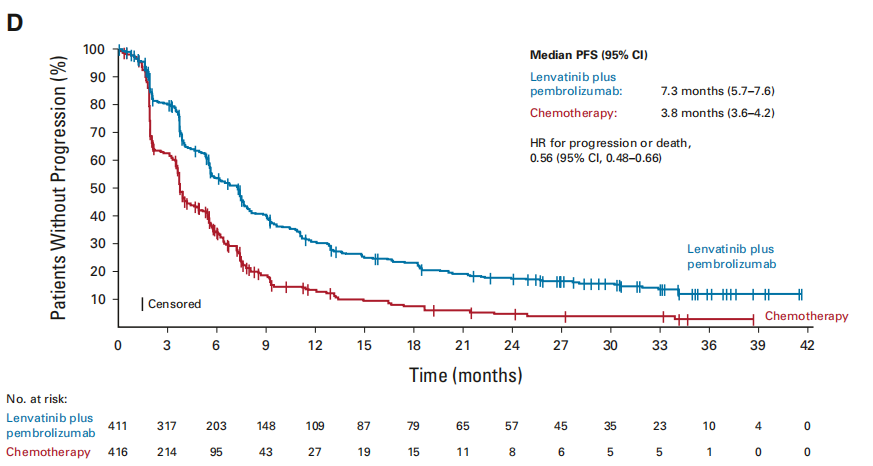 D
Patients Without Progression (%)
100
90
80
70
60
50
40
30
20
10
Median PFS (95% CI)
Lenvatinib plus
pembrolizumab: 7.3 months (5.7–7.6)
Chemotherapy: 3.8 months (3.6–4.2)
HR for progression or death,
0.56 (95% CI, 0.48–0.66)
Lenvatinib plus
pembrolizumab
Chemotherapy
Censored
0 3 6 9 12 15 18 21 24 27 30 33 36 39 42
Time (months)
No. at risk:
Lenvatinib plus
pembrolizumab 411 317 203 148 109 87 79 65 57 45 35 23 10 4 0
Chemotherapy 416 214 95 43 27 19 15 11 8 6 5 5 1 0 0